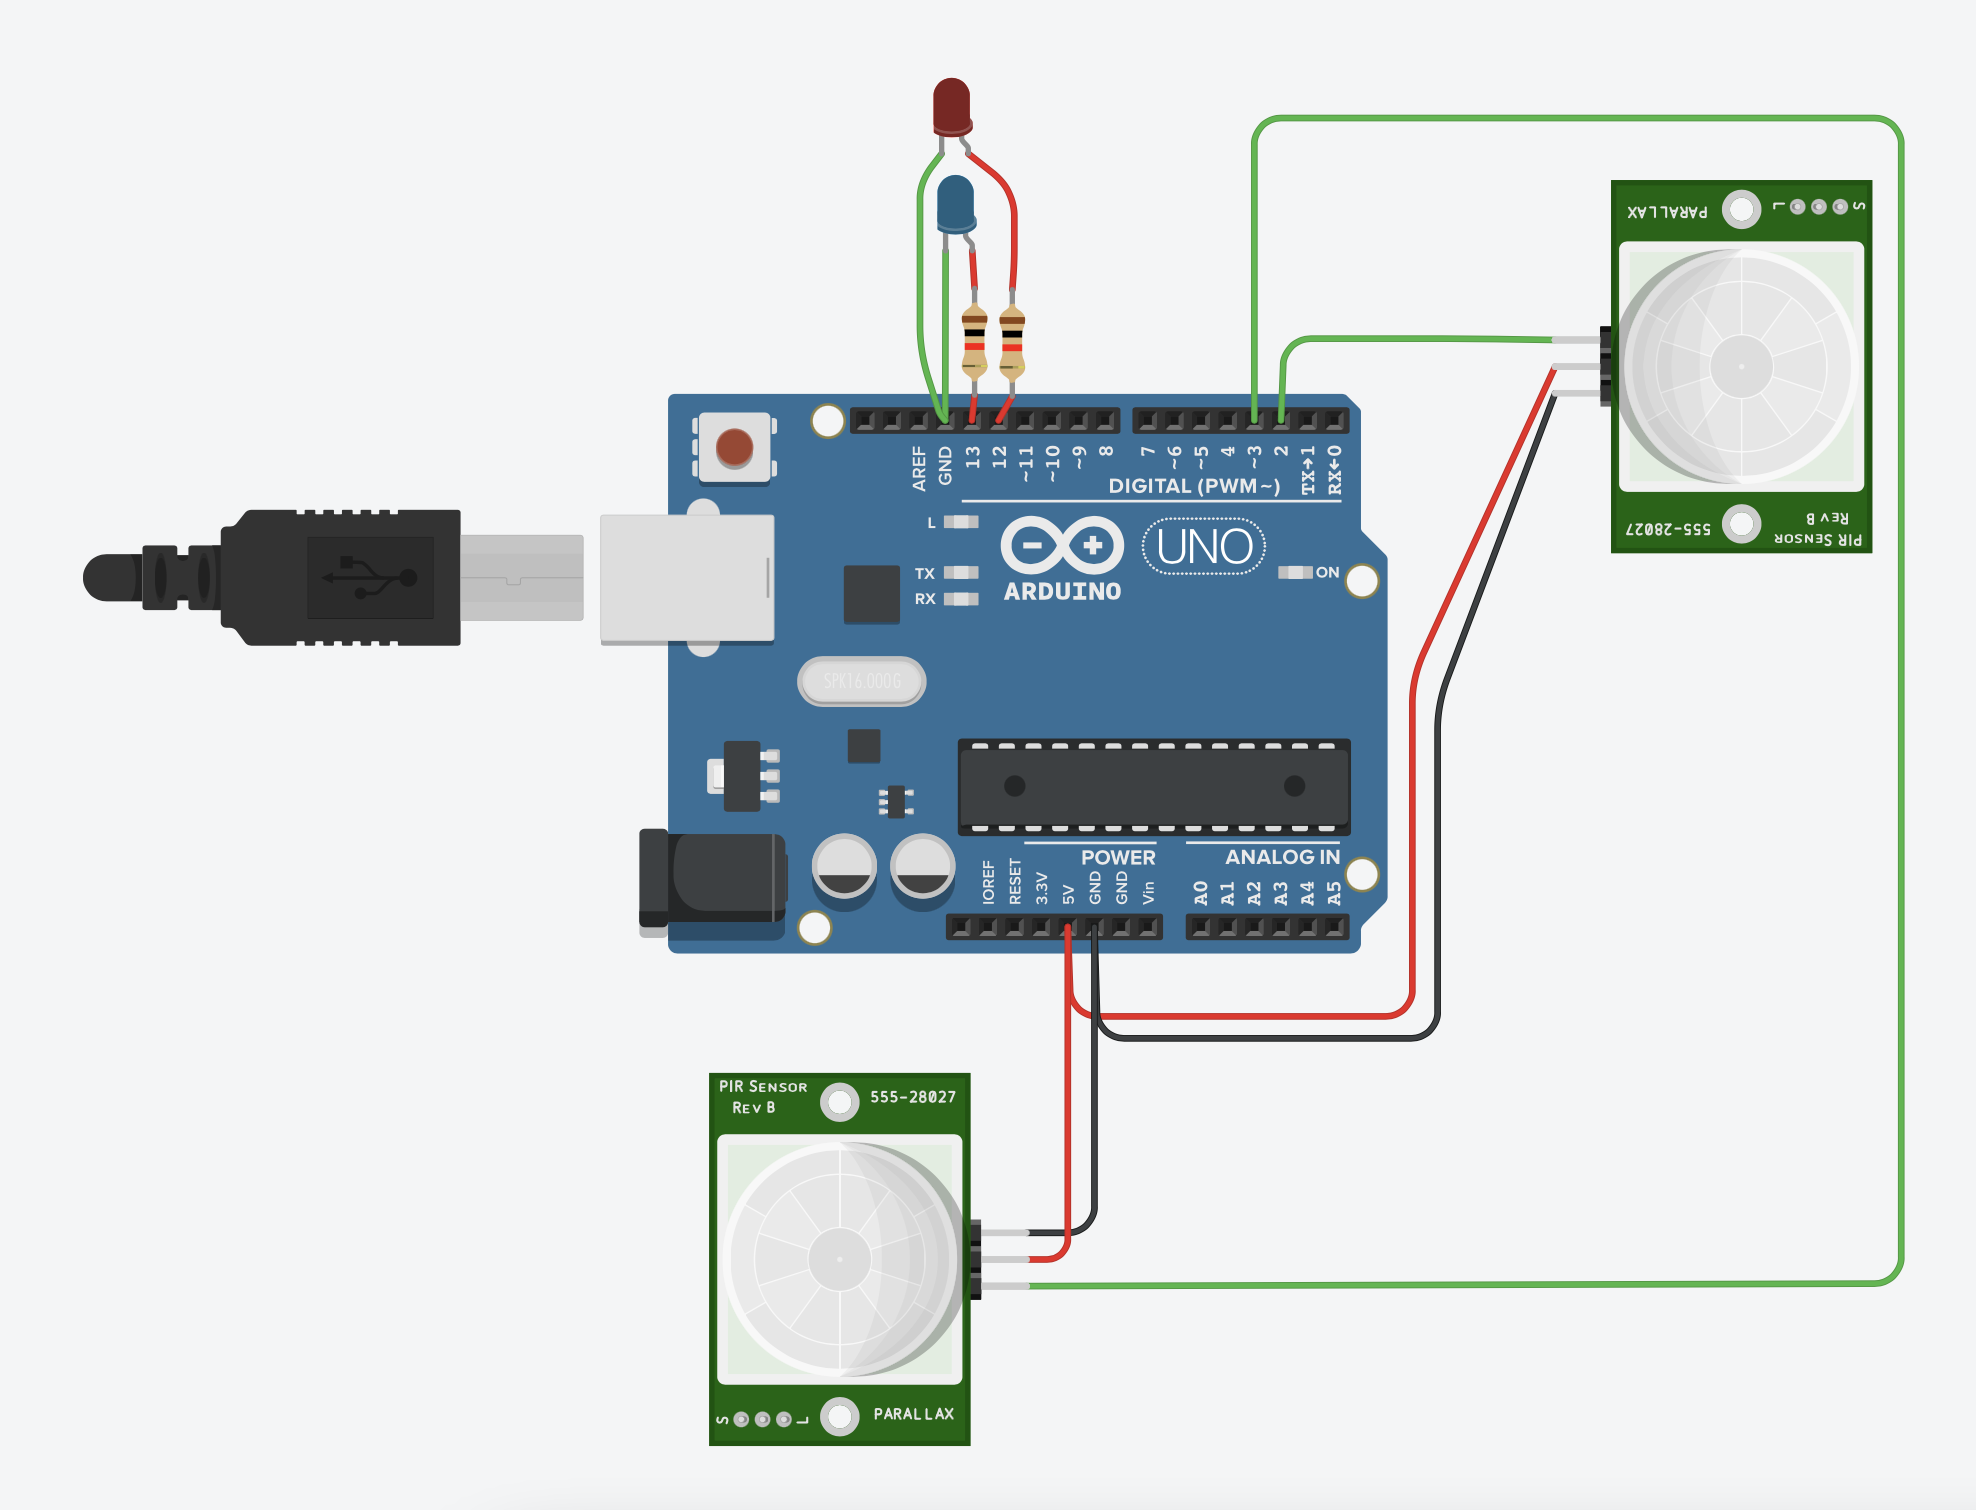 PARALLAX
L
S
555-28027
PIR SENSOR
REV B
AREF
GND
13
12
~11
~10
~9
8
7
~6
~5
4
~3
2
TX→1
RX←0
DIGITAL (PWM ~)
L
TX
RX
ARDUINO
UNO
ON
SPK16.000G
POWER
ANALOG IN
IOREF
RESET
3.3V
5V
GND
GND
Vin
A0
A1
A2
A3
A4
A5
PIR SENSOR
REV B
555-28027
S
L
PARALLAX